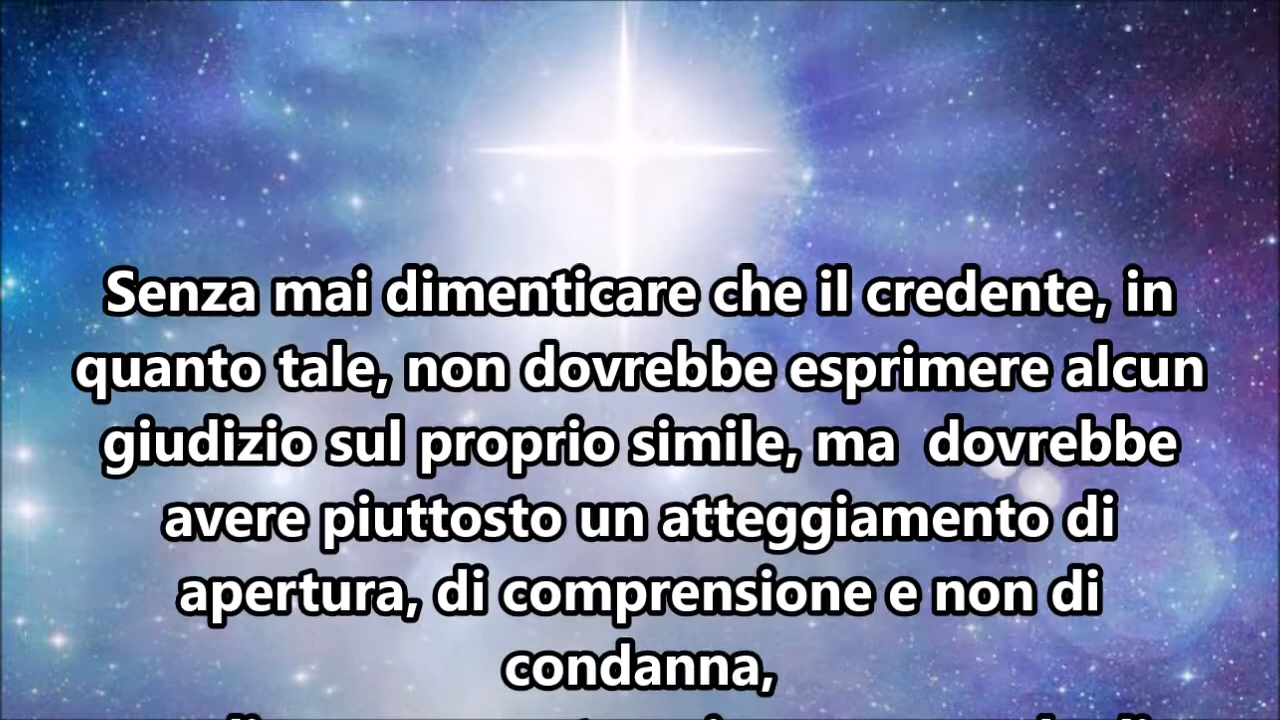 Senza mai dimenticare che il credente, in
quanto tale, non dovrebbe esprimere alcun
giudizio sul proprio simile, ma  dovrebbe
avere piuttosto un atteggiamento di
apertura, di comprensione e non di
condanna,